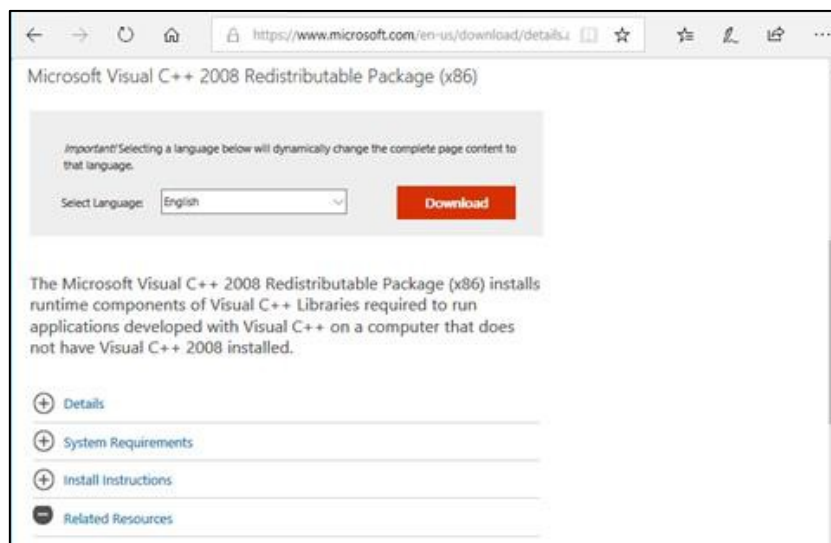 https://www.microsoft.com/en-us/download/details.
Microsoft Visual C++ 2008 Redistributable Package (x86)
Important! Selecting a language below will dynamically change the complete page content to
that language.
Select Language: English Download
The Microsoft Visual C++ 2008 Redistributable Package (x86) installs
runtime components of Visual C++ Libraries required to run
applications developed with Visual C++ on a computer that does
not have Visual C++ 2008 installed.
Details
System Requirements
Install Instructions
Related Resources